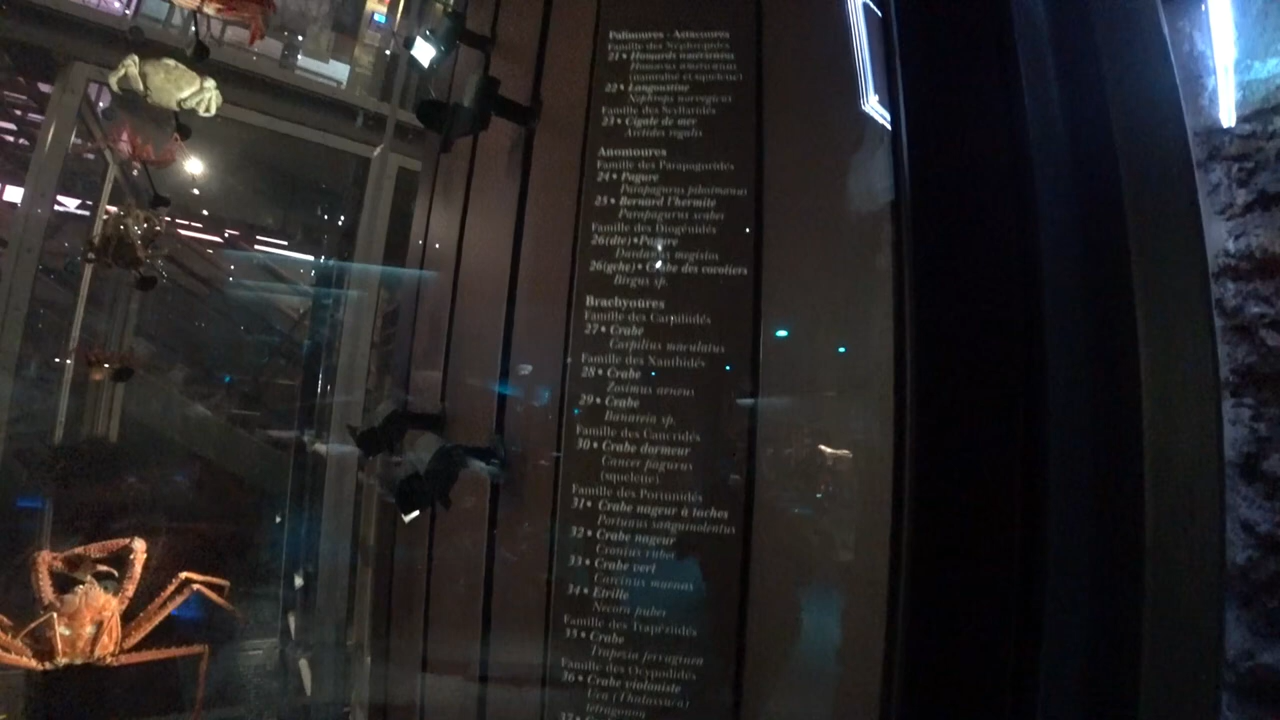 Palinoures - Astacoures
Famille des Néphropidés
21• Homards américains
Homarus americanus
(naturalisé et squelette)
22• Langoustine
Nephrops norvegicus
Famille des Scyllaridés
23• Cigale de mer
Arctides regalis
Anomoures
Famille des Parapaguridés
24• Pagure
Parapagurus
25• Bernard l'hermite
Parapagurus scaber
Famille des Diogénidés
26(dte)•Pagure
Dardanus megistos
26(gche)• Crabe des cocotiers
Birgus sp.
Brachyoures
Famille des Carpiliidés
27• Crabe
Carpilius maculatus
Famille des Xanthidés
28• Crabe
Zosimus aeneus
29• Crabe
Banareia sp.
Famille des Cancridés
30• Crabe dormeur
Cancer pagurus
(squelette)
Famille des Portunidés
31• Crabe nageur à taches
Portunus sanguinolentus
32• Crabe nageur
Cronius ruber
33• Crabe vert
Carcinus maenas
34• Etrille
Necora puber
Famille des Trapéziidés
35• Crabe
Trapezia ferruginea
Famille des Ocypodidés
36• Crabe violoniste
Uca (Thalassuca)
tetragonon